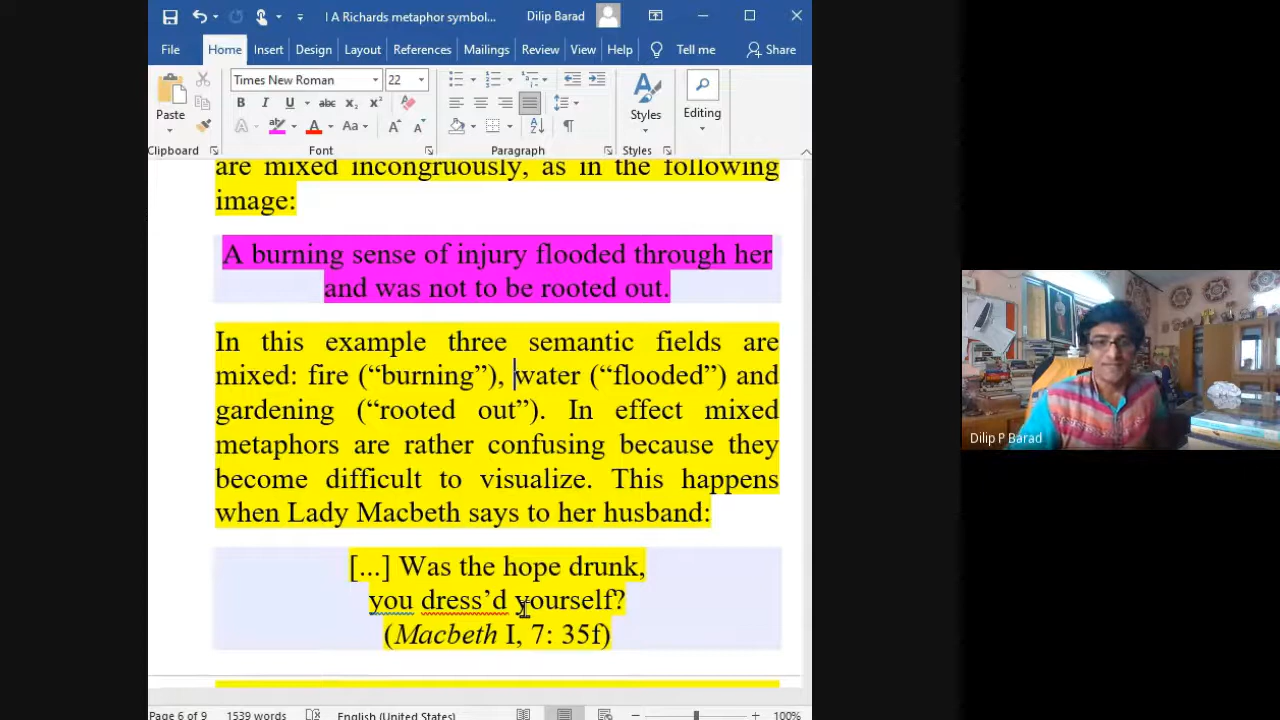 I A Richards metaphor symbol...
Dilip Barad
File Home Insert Design Layout References Mailings Review View Help Tell me Share
Times New Roman 22
Paste
B I U abc x₂ x²
A ab A Aa A A
Styles Editing
Clipboard Font Paragraph Styles
are mixed incongruously, as in the following
image:
A burning sense of injury flooded through her
and was not to be rooted out.
In this example three semantic fields are
mixed: fire (“burning”), water (“flooded”) and
gardening (“rooted out”). In effect mixed
metaphors are rather confusing because they
become difficult to visualize. This happens
when Lady Macbeth says to her husband:
[...] Was the hope drunk,
you dress’d yourself?
(Macbeth I, 7: 35f)
Dilip P Barad
Page 6 of 9 1539 words English (United States) 100%